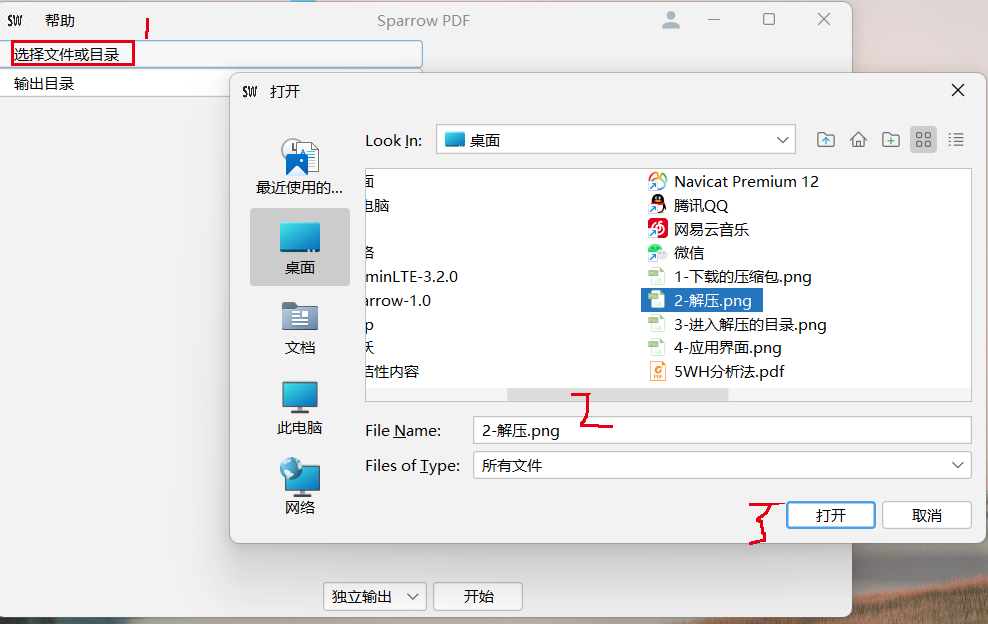 SW 帮助 1 Sparrow PDF
选择文件或目录
输出目录
SW 打开
Look In: 桌面
最近使用的...
桌面
文档
此电脑
网络
面
电脑
络
minLTE-3.2.0
arrow-1.0
p
跃
结性内容
Navicat Premium 12
腾讯QQ
网易云音乐
微信
1-下载的压缩包.png
2-解压.png
3-进入解压的目录.png
4-应用界面.png
5WH分析法.pdf
2
File Name: 2-解压.png
Files of Type: 所有文件
3 打开 取消
独立输出 开始